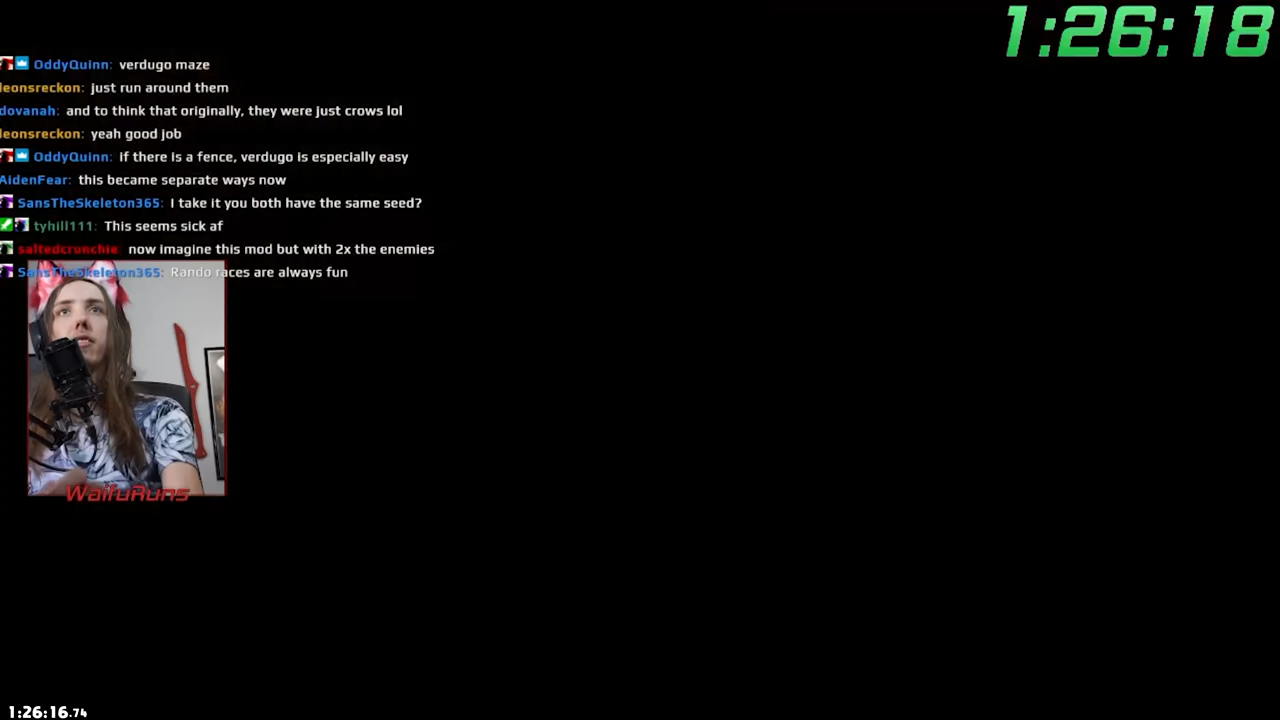 1:26:18
OddyQuinn: verdugo maze
leonsreckon: just run around them
dovanah: and to think that originally, they were just crows lol
leonsreckon: yeah good job
OddyQuinn: if there is a fence, verdugo is especially easy
AidenFear: this became separate ways now
SansTheSkeleton365: I take it you both have the same seed?
tyhill111: This seems sick af
saltedcrunchie: now imagine this mod but with 2x the enemies
SansTheSkeleton365: Rando races are always fun
WaifuRuns
1:26:16.74